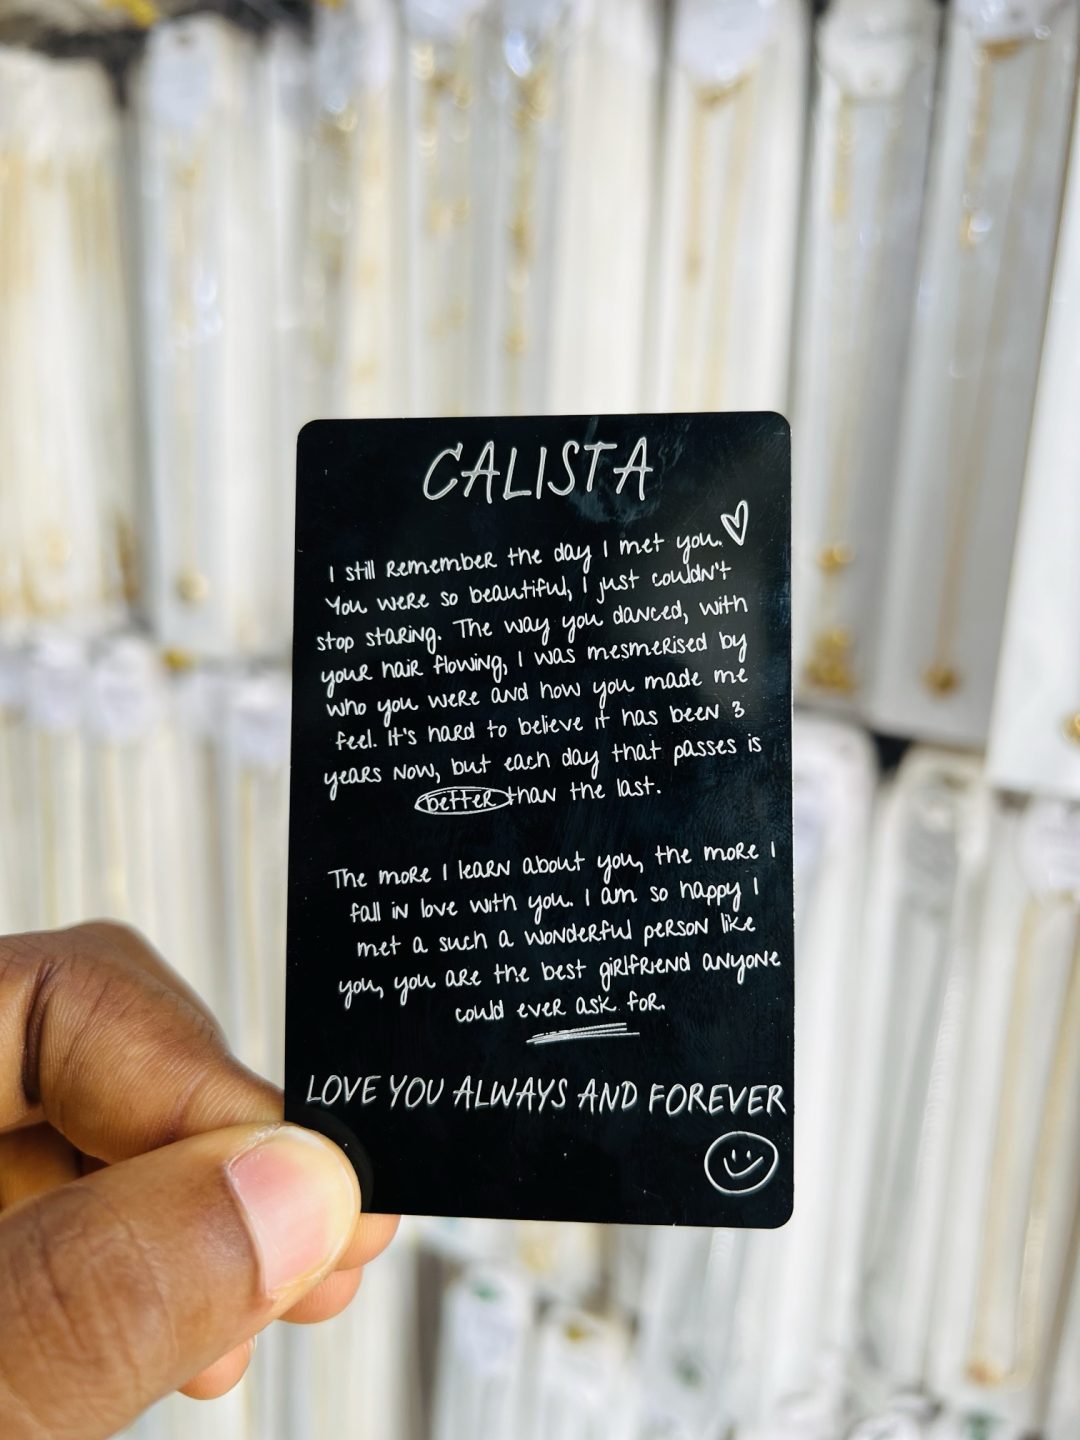 CALISTA
I still remember the day I met you.
You were so beautiful, I just couldn't
stop staring. The way you danced, with
your hair flowing, I was mesmerised by
who you were and how you made me
feel. It's hard to believe it has been 3
years now, but each day that passes is
better than the last.
The more I learn about you, the more I
fall in love with you. I am so happy I
met a such a wonderful person like
you, you are the best girlfriend anyone
could ever ask for.
LOVE YOU ALWAYS AND FOREVER